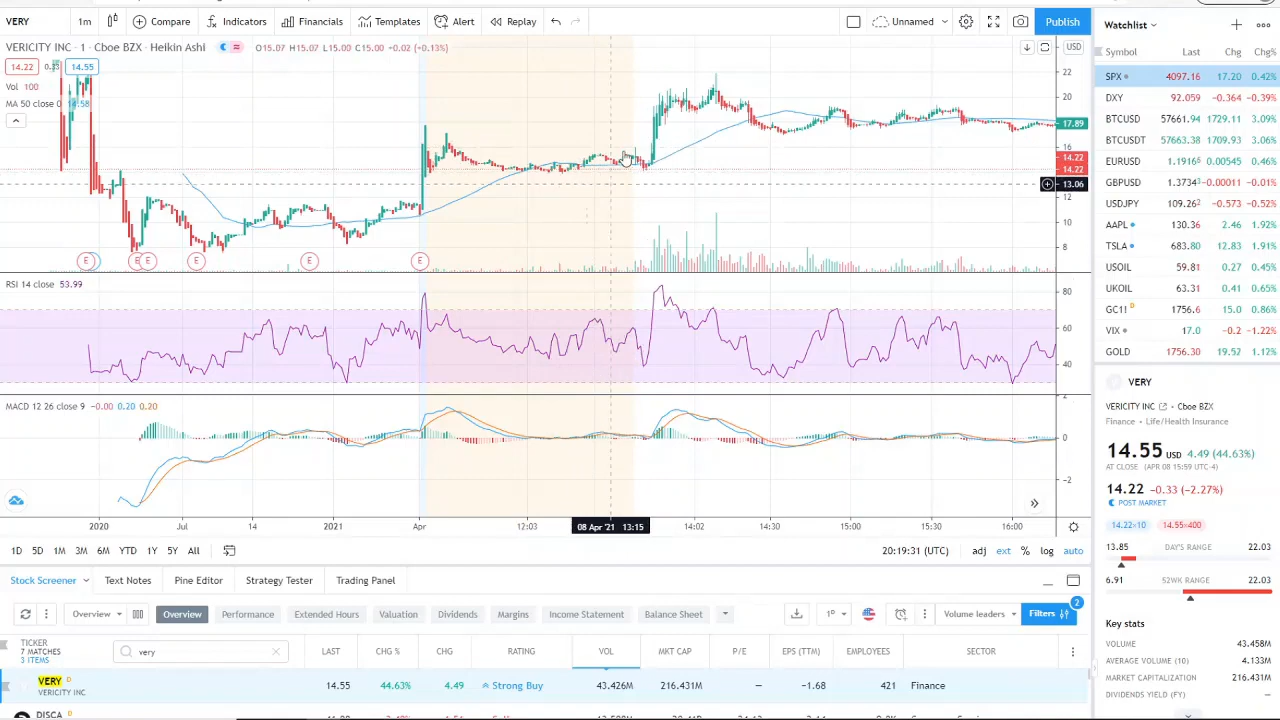 VERY 1m Compare Indicators Financials Templates Alert Replay Unnamed Publish
VERICITY INC · 1 · Cboe BZX · Heikin Ashi O15.07 H15.07 L15.00 C15.00 −0.02 (−0.13%)
14.22 0.33 14.55
Vol 100
MA 50 close 0 14.58
USD
22
20
17.89
16
14.22
14.22
13.06
12
10
8
E E E E E E
RSI 14 close 53.99
80
60
40
MACD 12 26 close 9 −0.00 0.20 0.20
2
0
−2
2020 Jul 14 2021 Apr 12:03 08 Apr '21 13:15 14:02 14:30 15:00 15:30 16:00
1D 5D 1M 3M 6M YTD 1Y 5Y All 20:19:31 (UTC) adj ext % log auto
Stock Screener Text Notes Pine Editor Strategy Tester Trading Panel
Overview Overview Performance Extended Hours Valuation Dividends Margins Income Statement Balance Sheet 1D Volume leaders Filters 2
TICKER
7 MATCHES
3 ITEMS
very
LAST CHG % CHG RATING VOL MKT CAP P/E EPS (TTM) EMPLOYEES SECTOR
VERY D 14.55 44.63% 4.49 Strong Buy 43.426M 216.431M — −1.68 421 Finance
VERICITY INC.
DISCA D
Watchlist
Symbol Last Chg Chg%
SPX 4097.16 17.20 0.42%
DXY 92.059 −0.364 −0.39%
BTCUSD 57661.94 1729.11 3.09%
BTCUSDT 57663.38 1709.93 3.06%
EURUSD 1.19166 0.00545 0.46%
GBPUSD 1.37343 −0.00011 −0.01%
USDJPY 109.262 −0.573 −0.52%
AAPL 130.36 2.46 1.92%
TSLA 683.80 12.83 1.91%
USOIL 59.81 0.27 0.45%
UKOIL 63.31 0.41 0.65%
GC1! D 1756.6 15.0 0.86%
VIX 17.0 −0.2 −1.22%
GOLD 1756.30 19.52 1.12%
VERY
VERICITY INC · Cboe BZX
Finance · Life/Health Insurance
14.55 USD 4.49 (44.63%)
AT CLOSE (APR 08 15:59 UTC-4)
14.22 −0.33 (−2.27%)
POST MARKET
14.22×10 14.55×400
13.85 DAY'S RANGE 22.03
6.91 52WK RANGE 22.03
Key stats
VOLUME 43.458M
AVERAGE VOLUME (10) 4.133M
MARKET CAPITALIZATION 216.431M
DIVIDENDS YIELD (FY) —